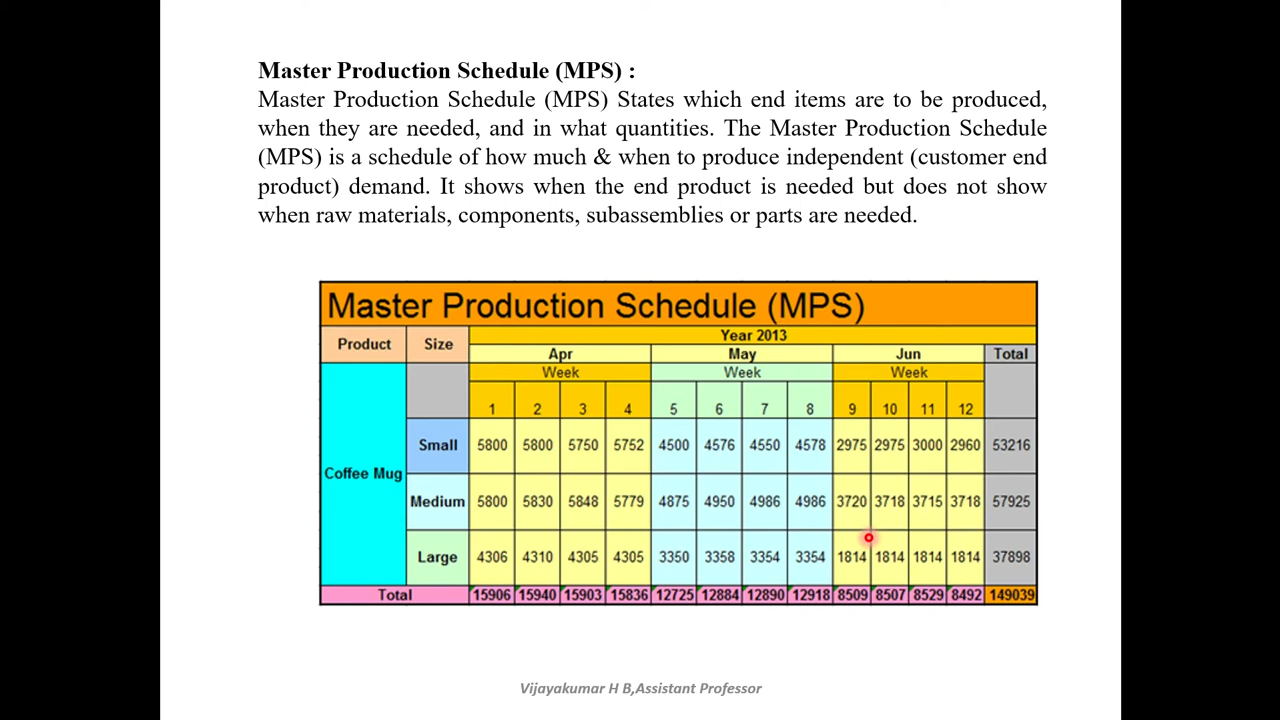 Master Production Schedule (MPS) :
Master Production Schedule (MPS) States which end items are to be produced,
when they are needed, and in what quantities. The Master Production Schedule
(MPS) is a schedule of how much & when to produce independent (customer end
product) demand. It shows when the end product is needed but does not show
when raw materials, components, subassemblies or parts are needed.
Master Production Schedule (MPS)
Product Size Year 2013
Apr May Jun Total
Week Week Week
1 2 3 4 5 6 7 8 9 10 11 12
Coffee Mug
Small 5800 5800 5750 5752 4500 4576 4550 4578 2975 2975 3000 2960 53216
Medium 5800 5830 5848 5779 4875 4950 4986 4986 3720 3718 3715 3718 57925
Large 4306 4310 4305 4305 3350 3358 3354 3354 1814 1814 1814 1814 37898
Total 15906 15940 15903 15836 12725 12884 12890 12918 8509 8507 8529 8492 149039
Vijayakumar H B,Assistant Professor